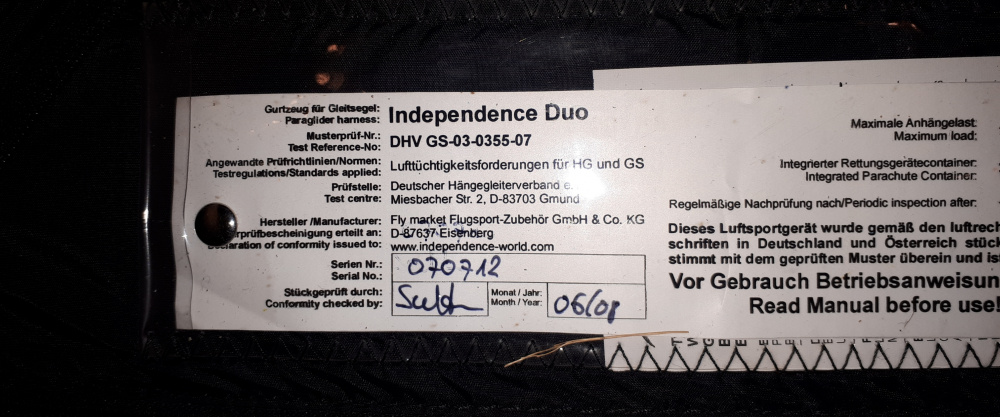 Gurtzeug für Gleitsegel:
Paraglider harness:
Independence Duo
Musterprüf-Nr.:
Test Reference-No:
DHV GS-03-0355-07
Angewandte Prüfrichtlinien/Normen:
Testregulations/Standards applied:
Lufttüchtigkeitsforderungen für HG und GS
Prüfstelle:
Test centre:
Deutscher Hängegleiterverband e.
Miesbacher Str. 2, D-83703 Gmund
Hersteller /Manufacturer:
rprüfbescheinigung erteilt an:
aration of conformity issued to:
Fly market Flugsport-Zubehör GmbH & Co. KG
D-87637 Eisenberg
www.independence-world.com
Serien Nr.:
Serial No.:
070712
Stückgeprüft durch:
Conformity checked by:
Monat / Jahr:
Month / Year:
Maximale Anhängelast:
Maximum load:
Integrierter Rettungsgerätecontainer:
Integrated Parachute Container:
Regelmäßige Nachprüfung nach/Periodic inspection after:
Dieses Luftsportgerät wurde gemäß den luftrech
schriften in Deutschland und Österreich stück
stimmt mit dem geprüften Muster überein und is
Vor Gebrauch Betriebsanweisun
Read Manual before use!